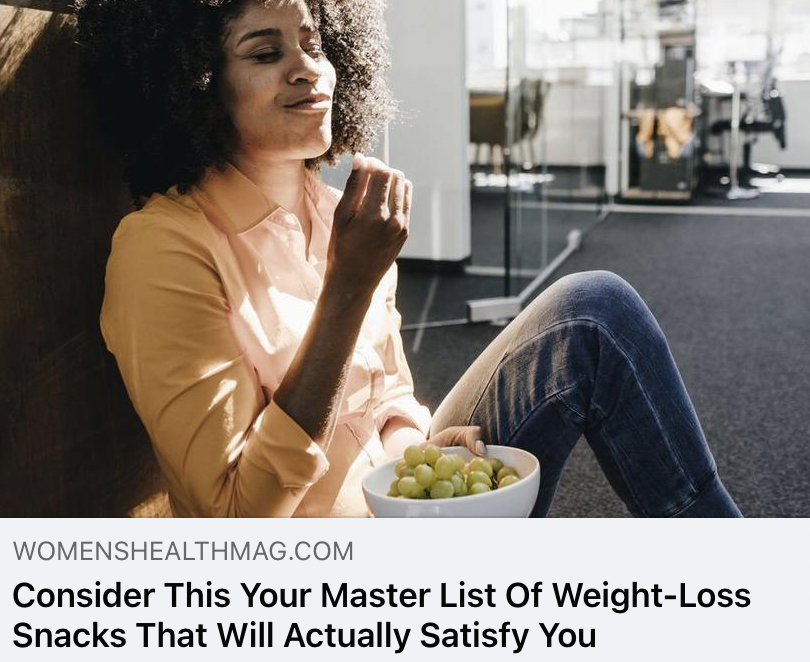 WOMENSHEALTHMAG.COM
Consider This Your Master List Of Weight-Loss
Snacks That Will Actually Satisfy You